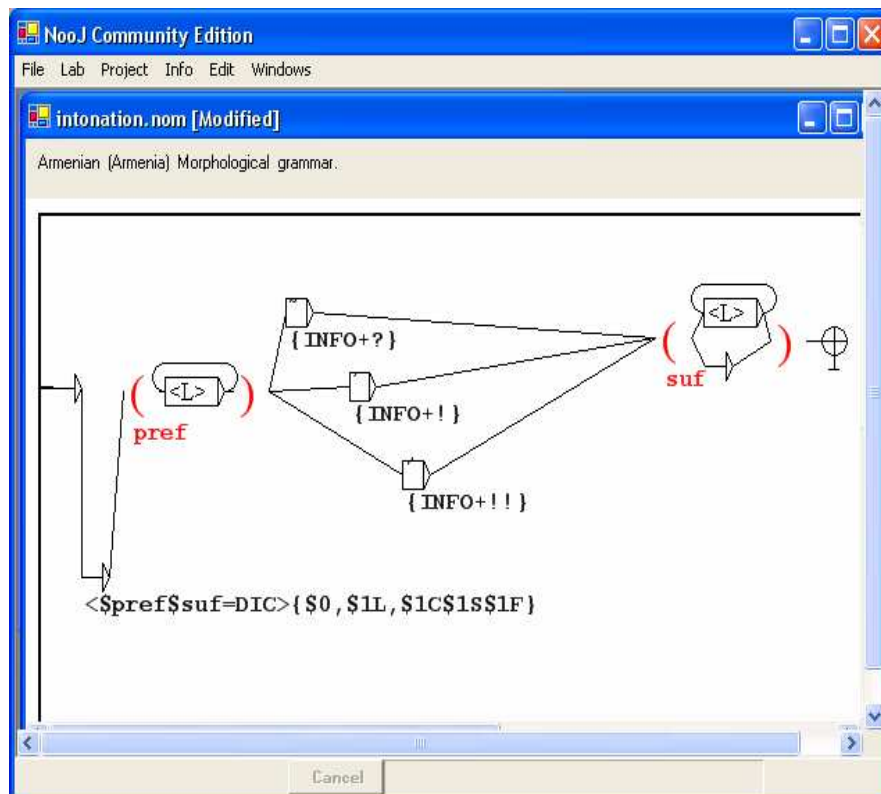 NooJ Community Edition
File Lab Project Info Edit Windows
intonation.nom [Modified]
Armenian (Armenia) Morphological grammar.
<L>
{INFO+?}
( <L> ) pref
{INFO+!}
( <L> ) suf
{INFO+!!}
<$pref$suf=DIC>{$0,$1L,$1C$1S$1F}
Cancel